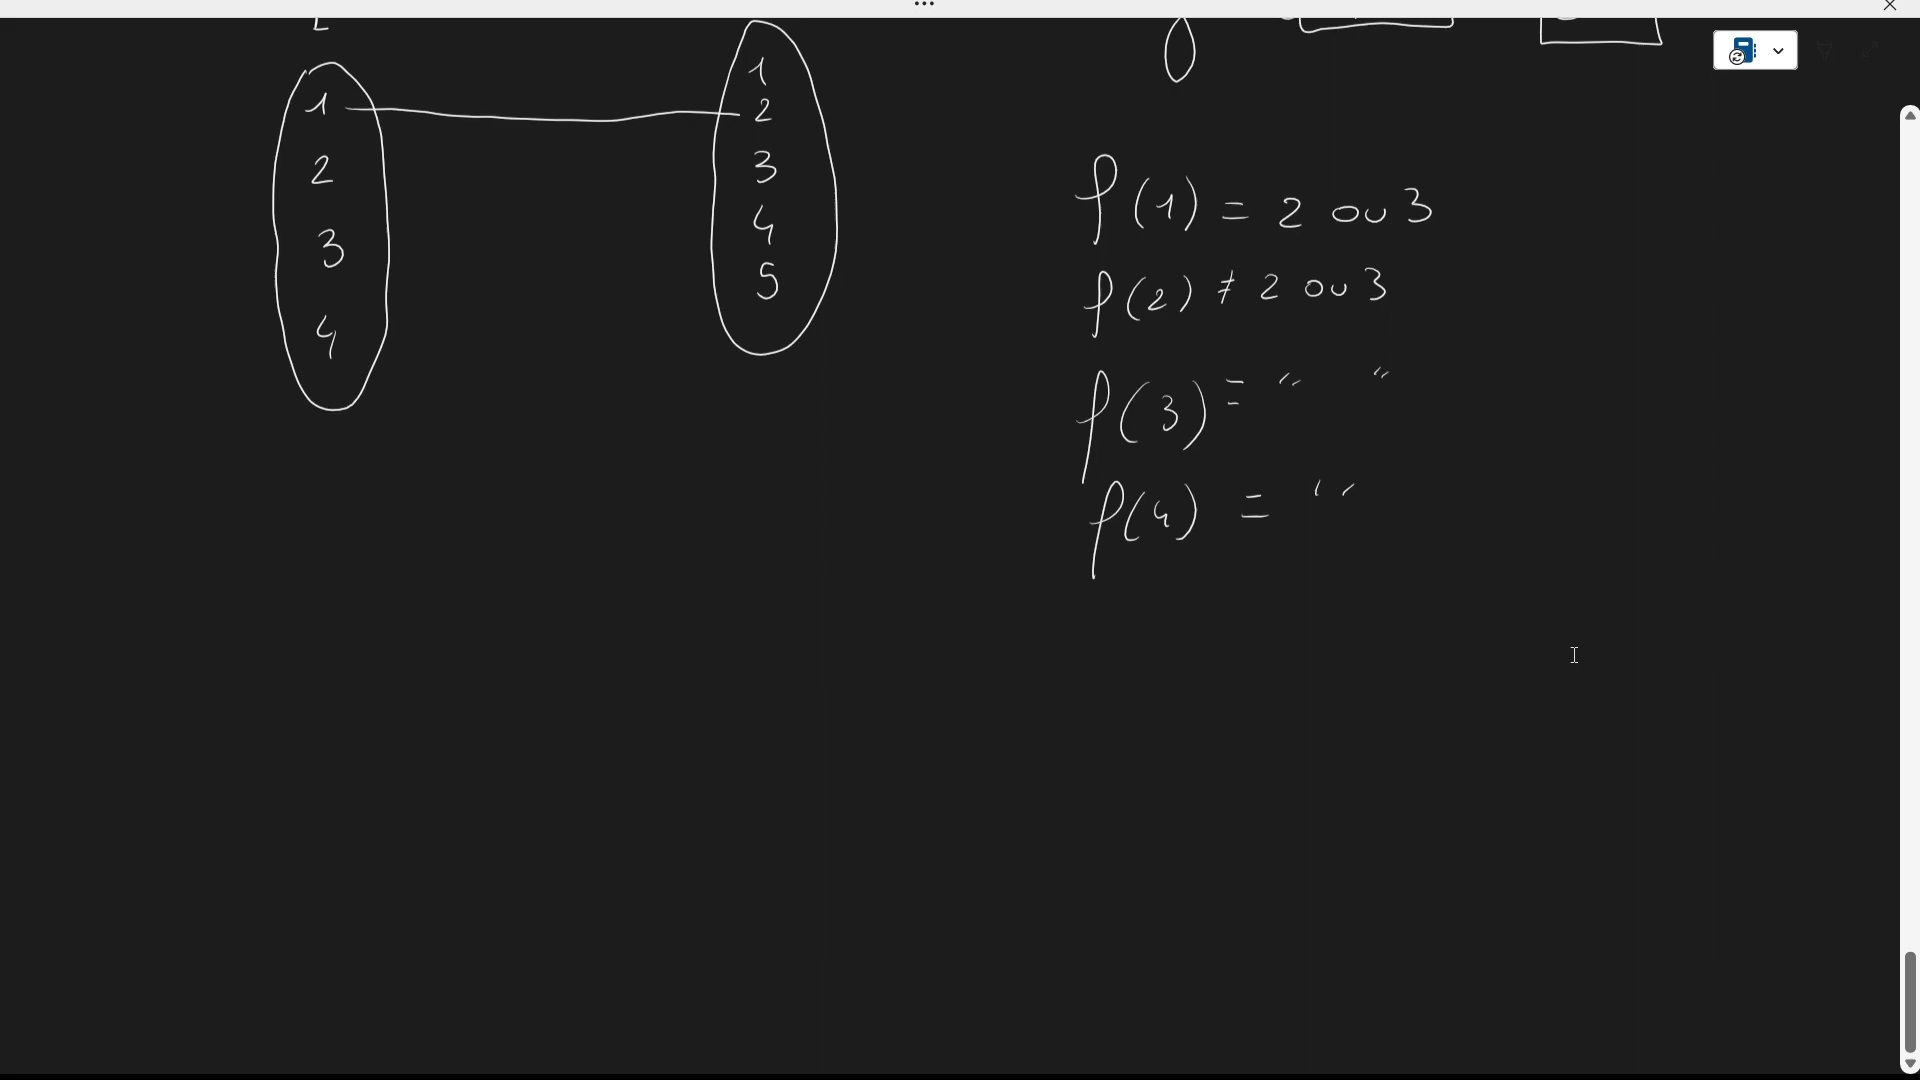 1
2
3
4
1
2
3
4
5
f(1) = 2 ou 3
f(2) ≠ 2 ou 3
f(3) = " "
f(4) = "